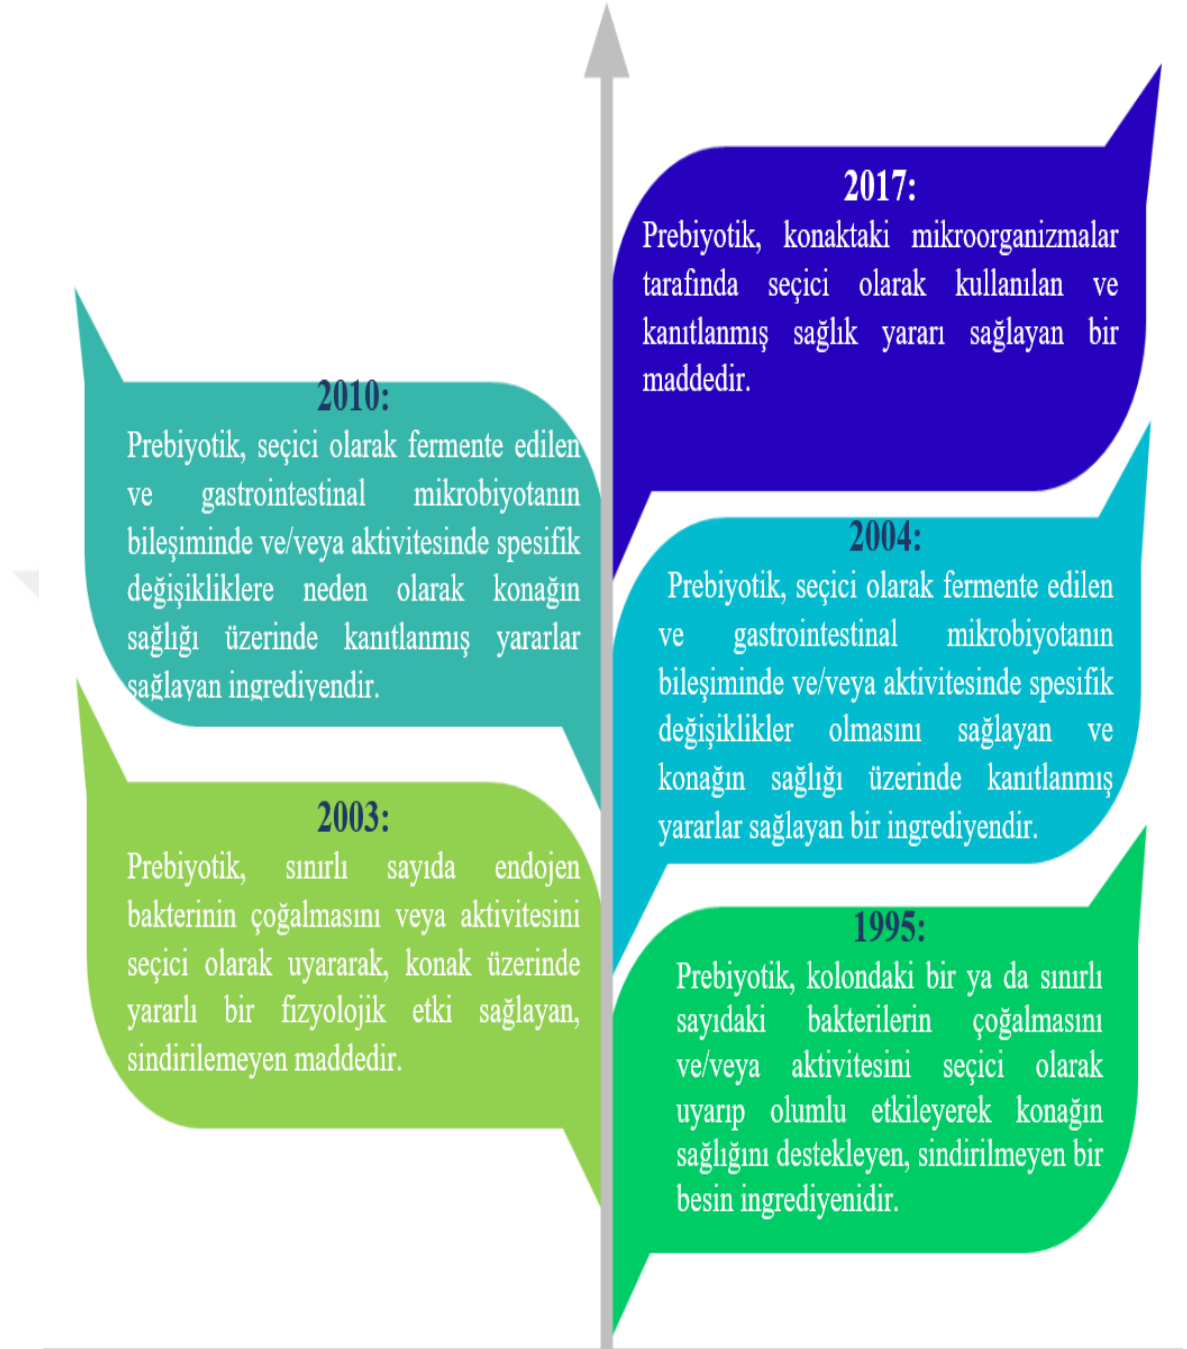 2017:
Prebiyotik, konaktaki mikroorganizmalar
tarafında seçici olarak kullanılan ve
kanıtlanmış sağlık yararı sağlayan bir
maddedir.
2010:
Prebiyotik, seçici olarak fermente edilen
ve gastrointestinal mikrobiyotanın
bileşiminde ve/veya aktivitesinde spesifik
değişikliklere neden olarak konağın
sağlığı üzerinde kanıtlanmış yararlar
sağlayan ingrediyendir.
2004:
Prebiyotik, seçici olarak fermente edilen
ve gastrointestinal mikrobiyotanın
bileşiminde ve/veya aktivitesinde spesifik
değişiklikler olmasını sağlayan ve
konağın sağlığı üzerinde kanıtlanmış
yararlar sağlayan bir ingrediyendir.
2003:
Prebiyotik, sınırlı sayıda endojen
bakterinin çoğalmasını veya aktivitesini
seçici olarak uyararak, konak üzerinde
yararlı bir fizyolojik etki sağlayan,
sindirilemeyen maddedir.
1995:
Prebiyotik, kolondaki bir ya da sınırlı
sayıdaki bakterilerin çoğalmasını
ve/veya aktivitesini seçici olarak
uyarıp olumlu etkileyerek konağın
sağlığını destekleyen, sindirilmeyen bir
besin ingrediyenidir.